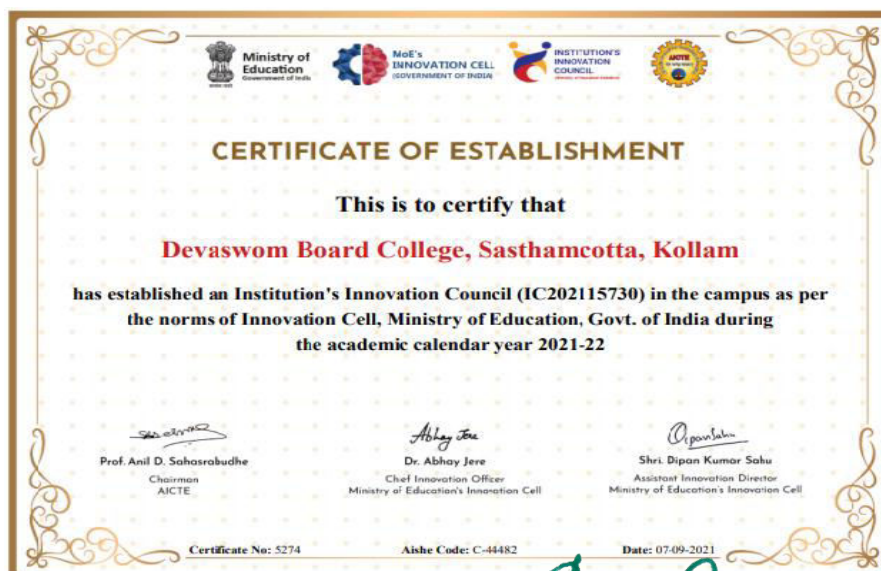 Ministry of
Education
Government of India
MoE's
INNOVATION CELL
(GOVERNMENT OF INDIA)
INSTITUTION'S
INNOVATION
COUNCIL
AICTE
CERTIFICATE OF ESTABLISHMENT
This is to certify that
Devaswom Board College, Sasthamcotta, Kollam
has established an Institution's Innovation Council (IC202115730) in the campus as per
the norms of Innovation Cell, Ministry of Education, Govt. of India during
the academic calendar year 2021-22
Abhay Jere
Prof. Anil D. Sahasrabudhe
Chairman
AICTE
Dr. Abhay Jere
Chief Innovation Officer
Ministry of Education's Innovation Cell
Shri. Dipan Kumar Sahu
Assistant Innovation Director
Ministry of Education's Innovation Cell
Certificate No: 5274
Aishe Code: C-44482
Date: 07-09-2021